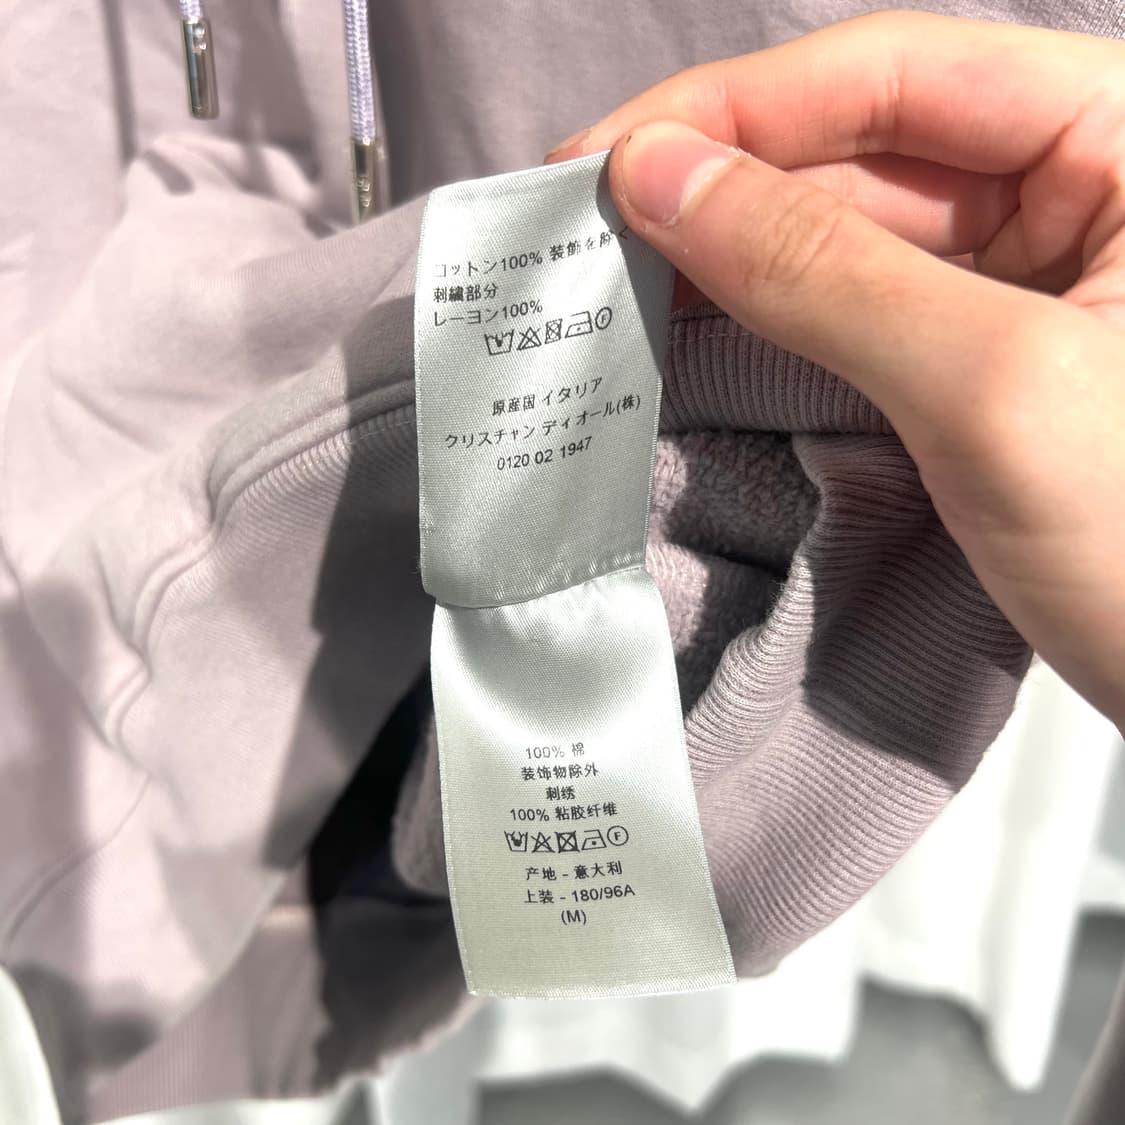 コットン100% 装飾を除く
刺繍部分
レーヨン100%
F
原産国 イタリア
クリスチャン ディオール(株)
0120 02 1947
100% 棉
装饰物除外
刺绣
100% 粘胶纤维
F
产地 - 意大利
上装 - 180/96A
(M)